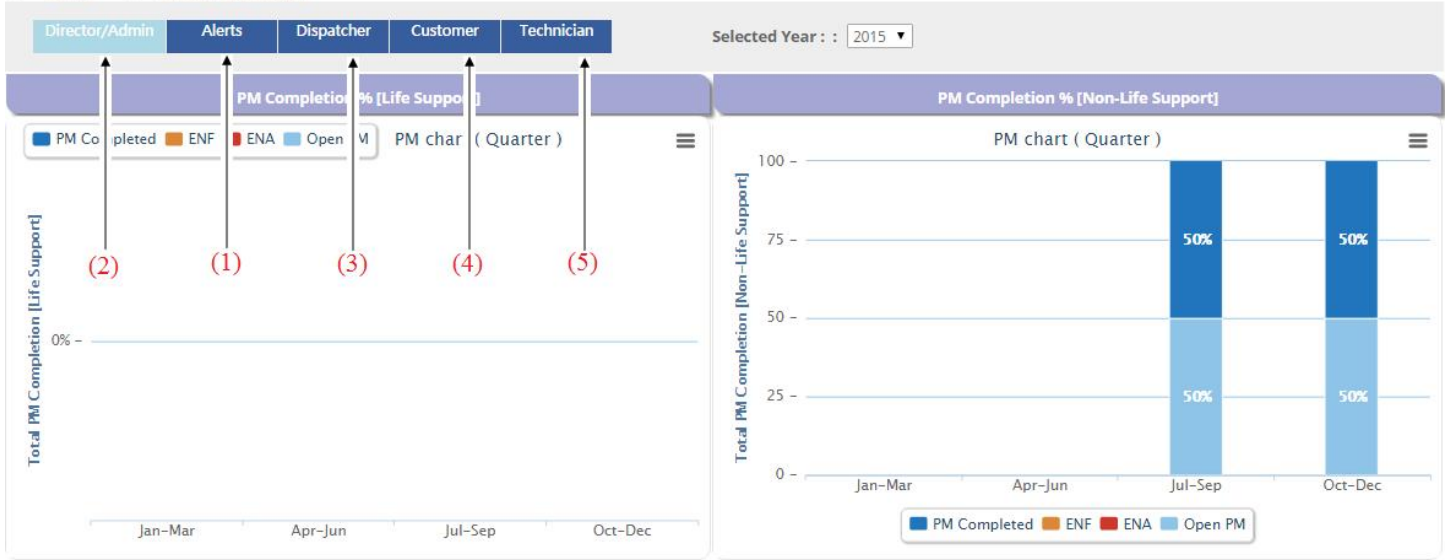 Director/Admin Alerts Dispatcher Customer Technician
Selected Year : : 2015
PM Completion % [Life Support]
PM Completed ENF ENA Open PM
PM chart ( Quarter )
(2) (1) (3) (4) (5)
Total PM Completion [Life Support]
0%
Jan-Mar Apr-Jun Jul-Sep Oct-Dec
PM Completion % [Non-Life Support]
PM chart ( Quarter )
Total PM Completion [Non-Life Support]
100
75
50% 50%
50
25
50% 50%
0
Jan-Mar Apr-Jun Jul-Sep Oct-Dec
PM Completed ENF ENA Open PM